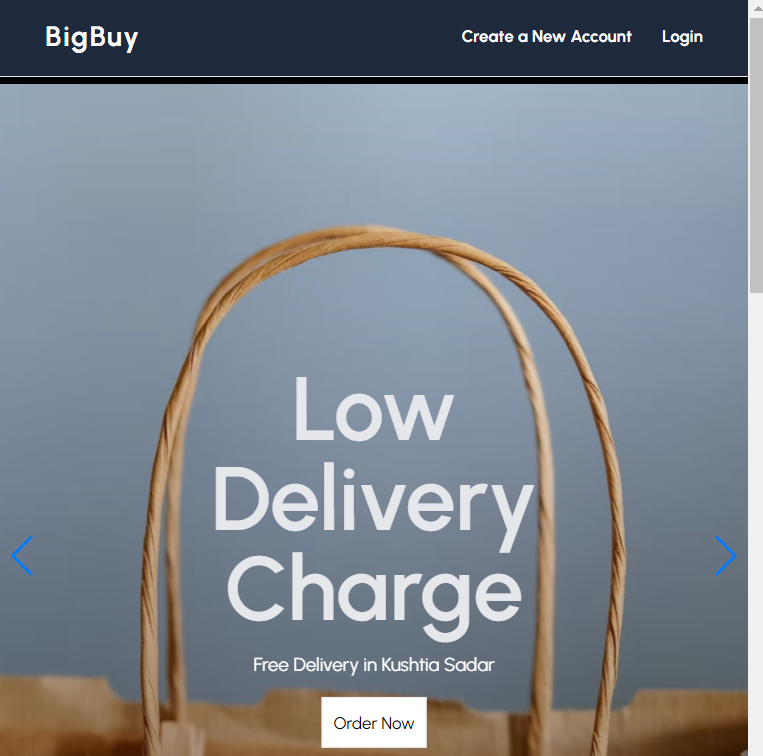 BigBuy
Create a New Account
Login
Low
Delivery
Charge
Free Delivery in Kushtia Sadar
Order Now